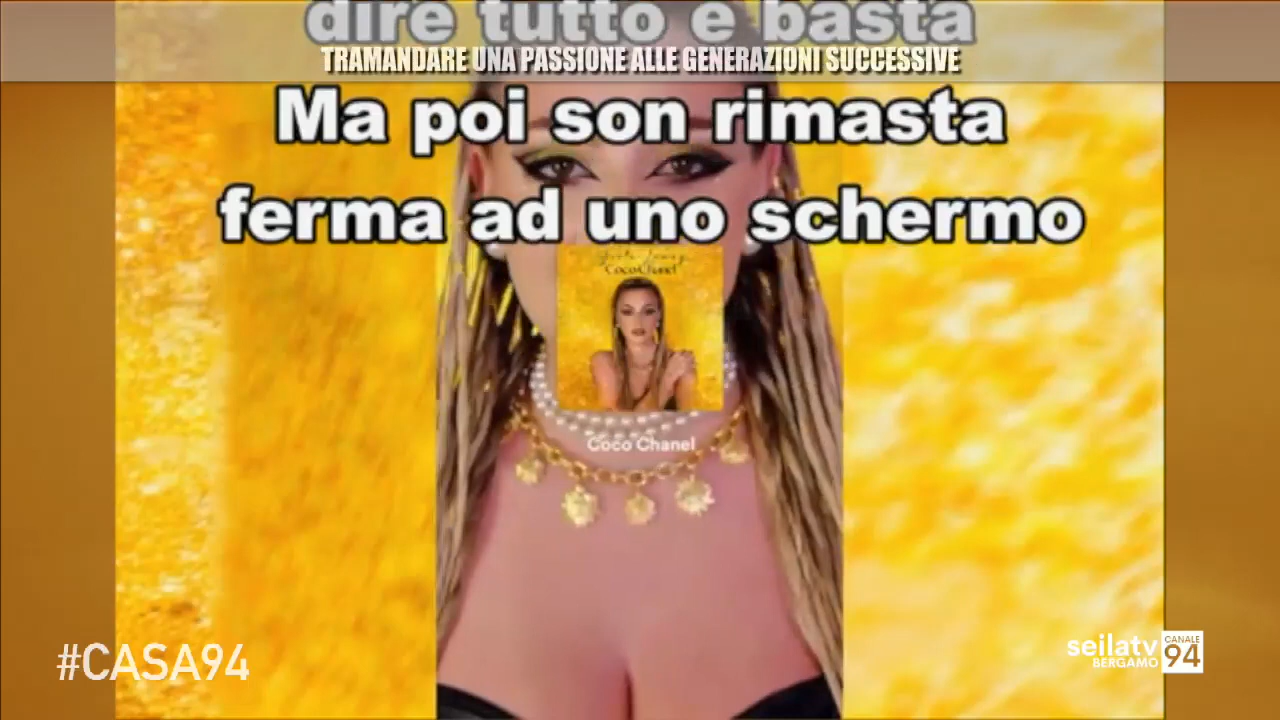 dire tutto e basta
TRAMANDARE UNA PASSIONE ALLE GENERAZIONI SUCCESSIVE
Ma poi son rimasta
ferma ad uno schermo
Coco Chanel
Coco Chanel
#CASA94
seilatv
BERGAMO
CANALE
94